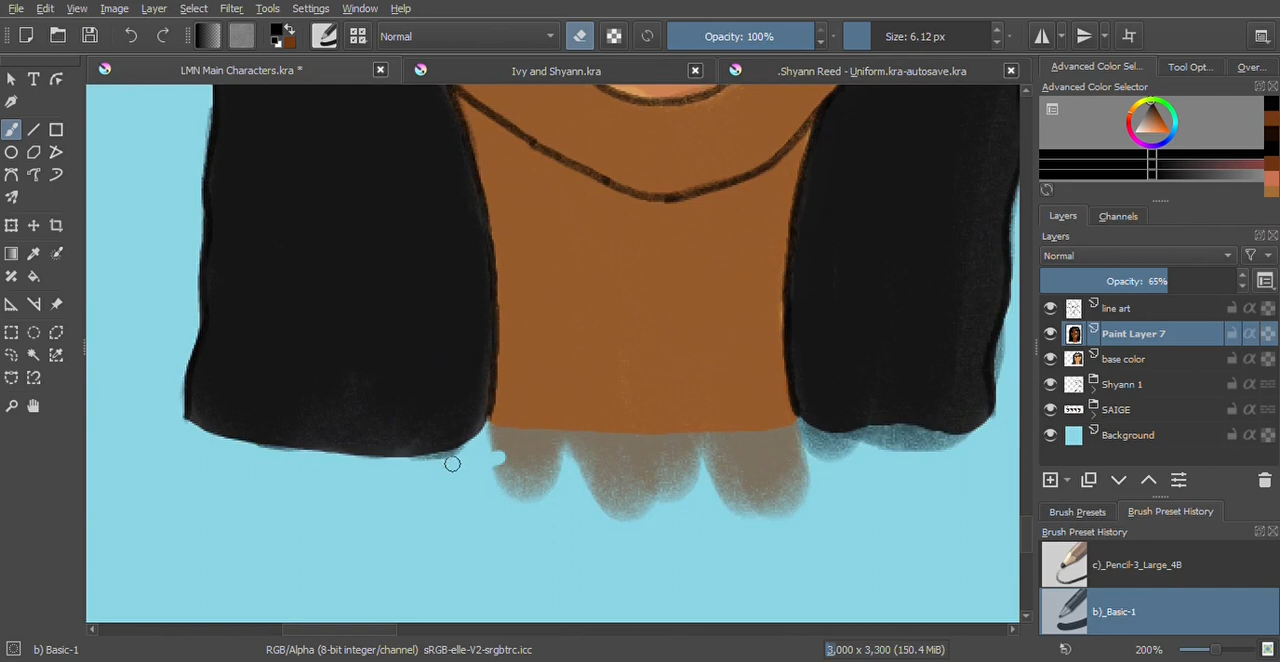 File Edit View Image Layer Select Filter Tools Settings Window Help
Normal Opacity: 100% Size: 6.12 px
LMN Main Characters.kra * Ivy and Shyann.kra .Shyann Reed - Uniform.kra-autosave.kra
Advanced Color Sel... Tool Opt... Over...
Advanced Color Selector
Layers Channels
Layers
Normal
Opacity: 65%
line art
Paint Layer 7
base color
Shyann 1
SAIGE
Background
Brush Presets Brush Preset History
Brush Preset History
c)_Pencil-3_Large_4B
b)_Basic-1
b) Basic-1 RGB/Alpha (8-bit integer/channel) sRGB-elle-V2-srgbtrc.icc 3,000 x 3,300 (150.4 MiB) 200%